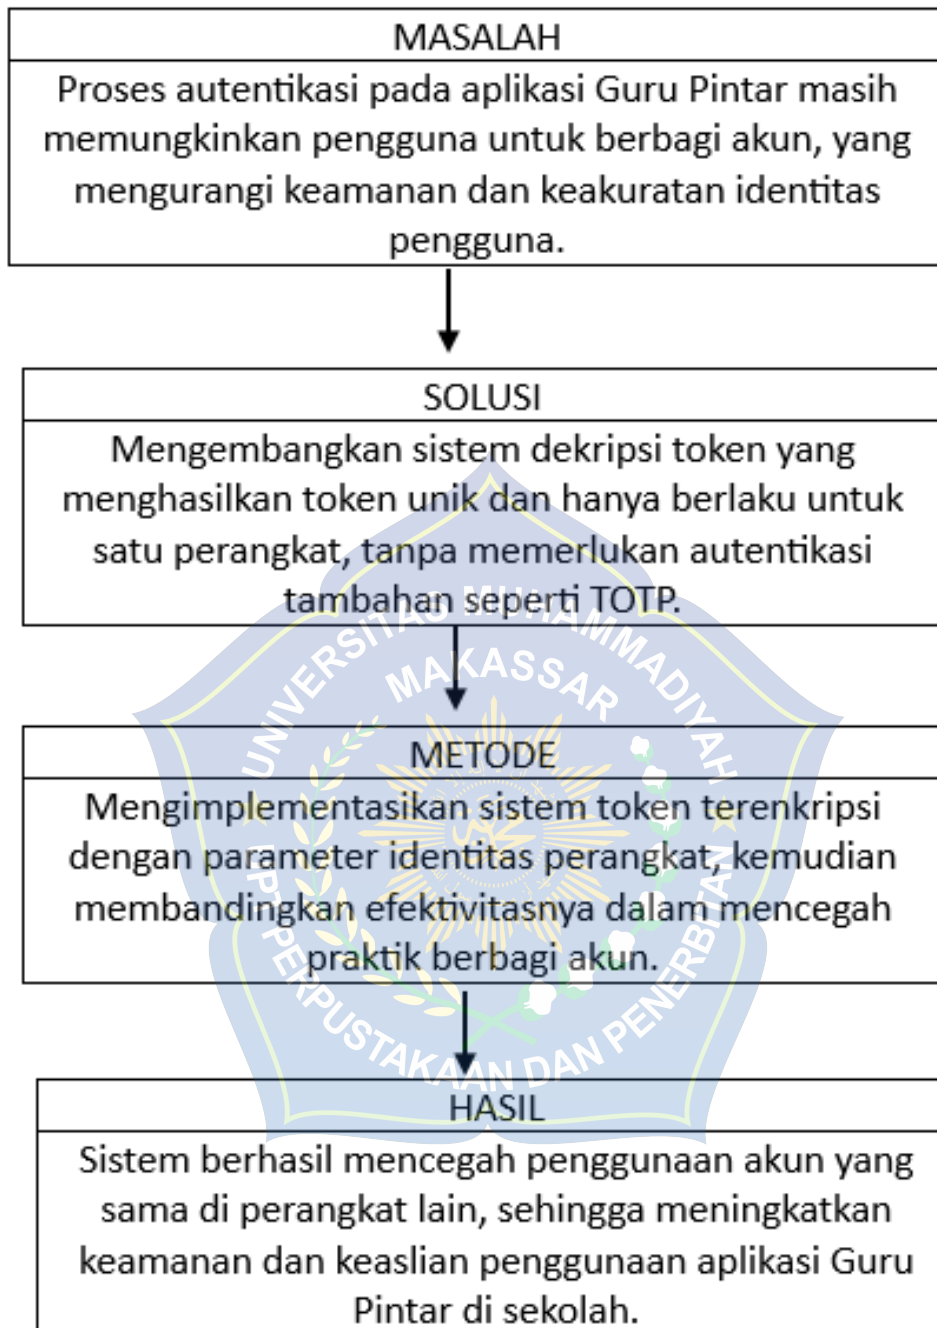 MASALAH
Proses autentikasi pada aplikasi Guru Pintar masih
memungkinkan pengguna untuk berbagi akun, yang
mengurangi keamanan dan keakuratan identitas
pengguna.
SOLUSI
Mengembangkan sistem dekripsi token yang
menghasilkan token unik dan hanya berlaku untuk
satu perangkat, tanpa memerlukan autentikasi
tambahan seperti TOTP.
UNIVERSITAS MUHAMMADIYAH
MAKASSAR
METODE
Mengimplementasikan sistem token terenkripsi
dengan parameter identitas perangkat, kemudian
membandingkan efektivitasnya dalam mencegah
praktik berbagi akun.
UPT PERPUSTAKAAN DAN PENERBITAN
HASIL
Sistem berhasil mencegah penggunaan akun yang
sama di perangkat lain, sehingga meningkatkan
keamanan dan keaslian penggunaan aplikasi Guru
Pintar di sekolah.